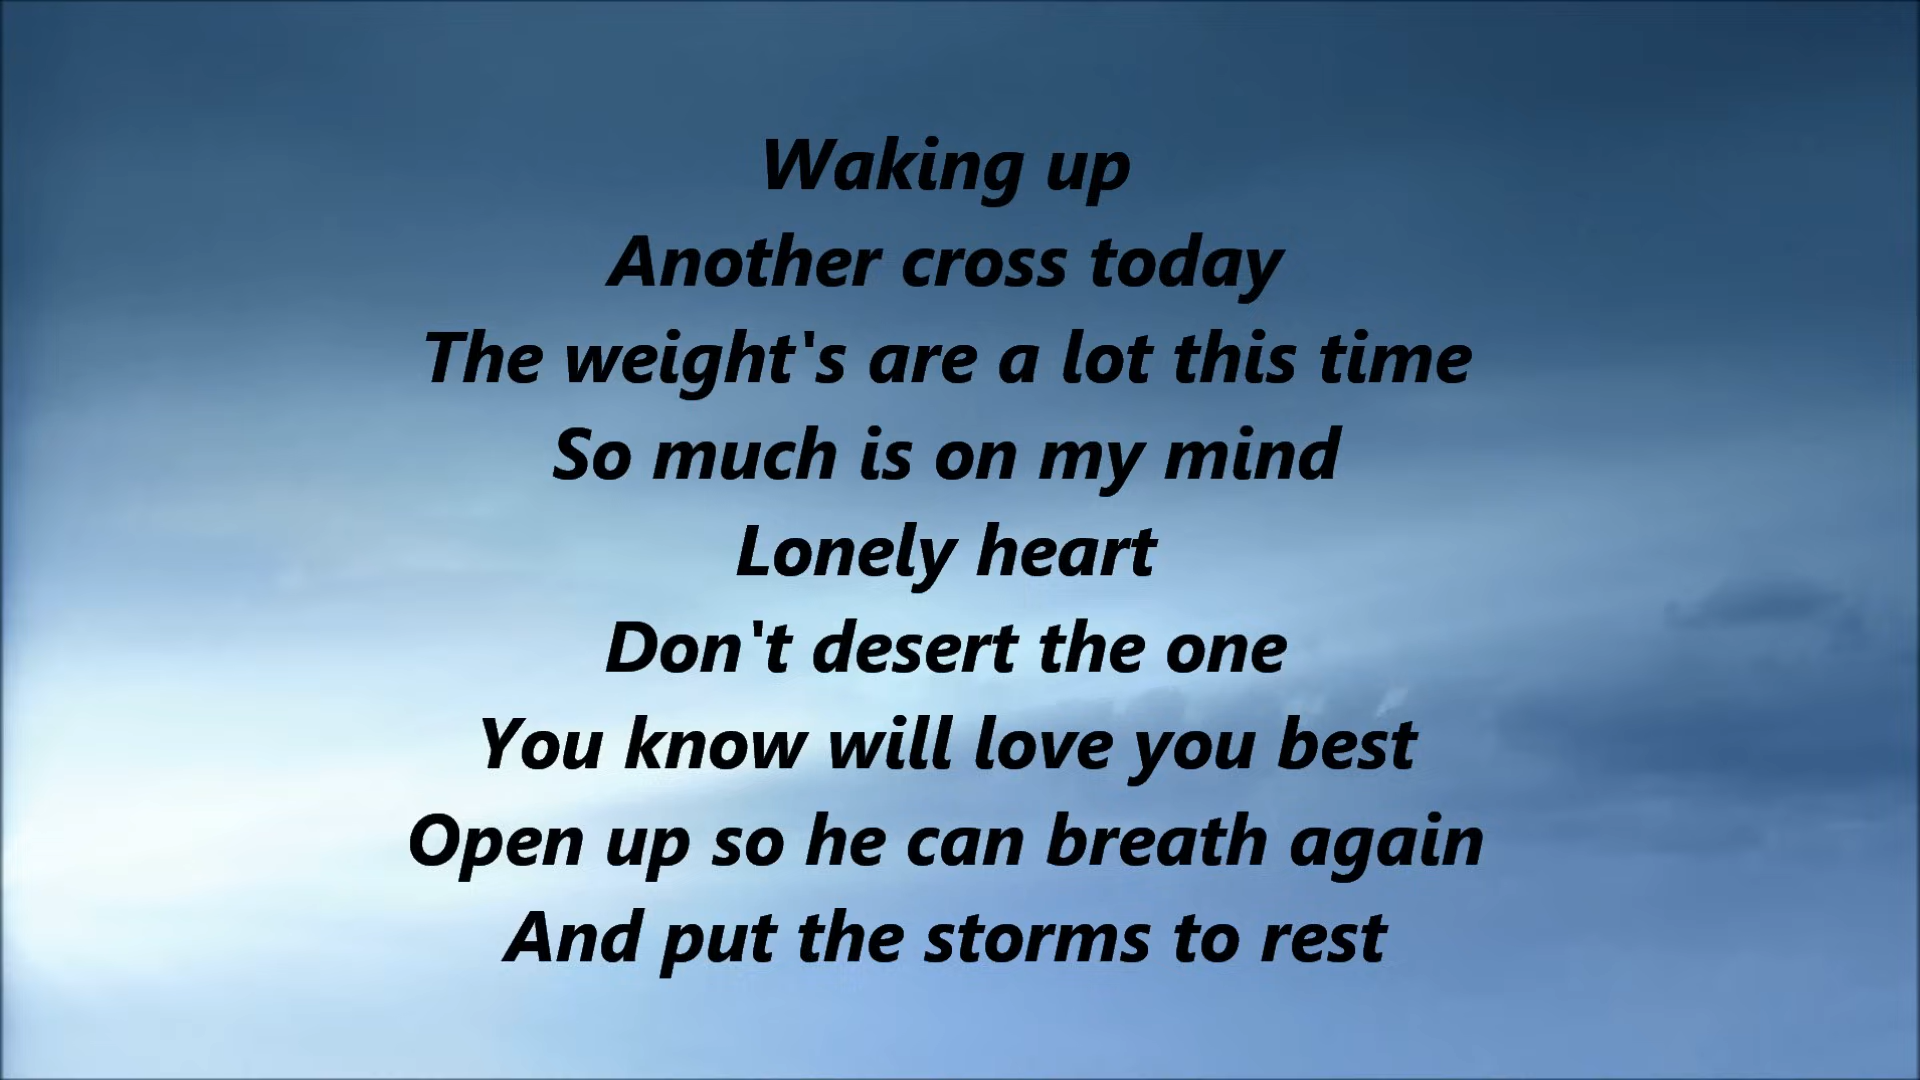 Waking up
Another cross today
The weight's are a lot this time
So much is on my mind
Lonely heart
Don't desert the one
You know will love you best
Open up so he can breath again
And put the storms to rest